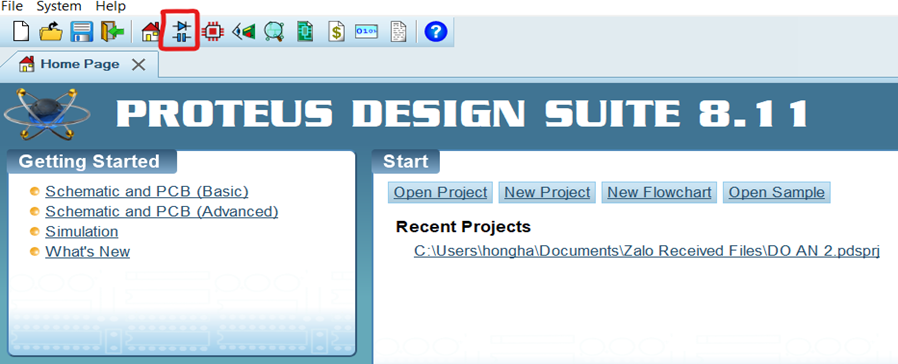 File System Help
$ 0101 ?
Home Page
PROTEUS DESIGN SUITE 8.11
Getting Started
Schematic and PCB (Basic)
Schematic and PCB (Advanced)
Simulation
What's New
Start
Open Project New Project New Flowchart Open Sample
Recent Projects
C:\Users\hongha\Documents\Zalo Received Files\DO AN 2.pdsprj